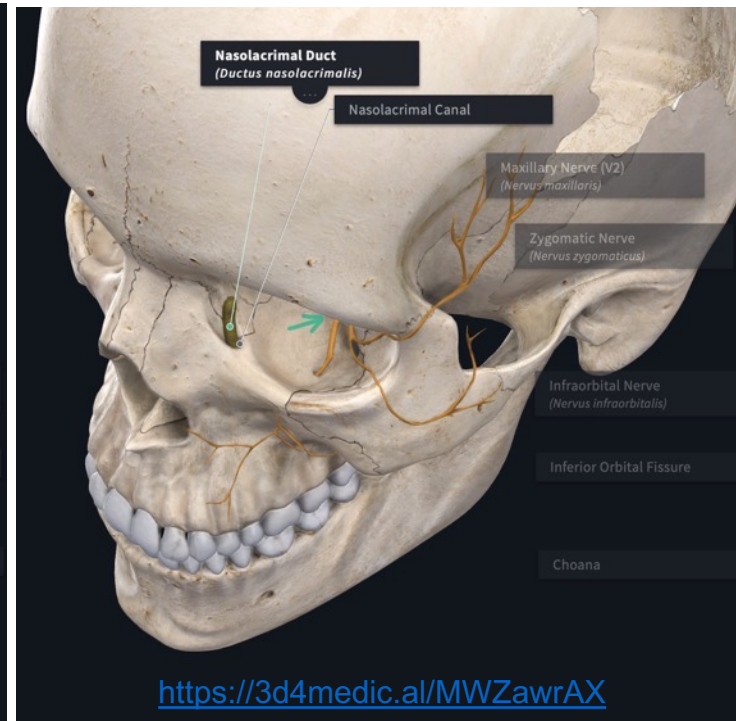 Nasolacrimal Duct
(Ductus nasolacrimalis)
...
Nasolacrimal Canal
Maxillary Nerve (V2)
(Nervus maxillaris)
Zygomatic Nerve
(Nervus zygomaticus)
Infraorbital Nerve
(Nervus infraorbitalis)
Inferior Orbital Fissure
Choana
https://3d4medic.al/MWZawrAX